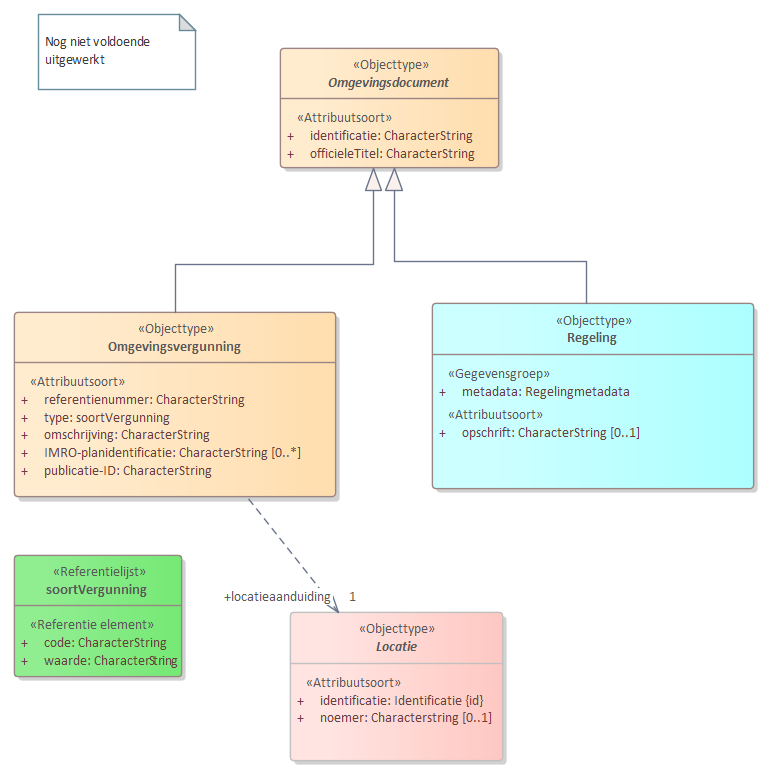 Nog niet voldoende
uitgewerkt
«Objecttype»
Omgevingsdocument
«Attribuutsoort»
+ identificatie: CharacterString
+ officieleTitel: CharacterString
«Objecttype»
Omgevingsvergunning
«Attribuutsoort»
+ referentienummer: CharacterString
+ type: soortVergunning
+ omschrijving: CharacterString
+ IMRO-planidentificatie: CharacterString [0..*]
+ publicatie-ID: CharacterString
«Objecttype»
Regeling
«Gegevensgroep»
+ metadata: Regelingmetadata
«Attribuutsoort»
+ opschrift: CharacterString [0..1]
«Referentielijst»
soortVergunning
«Referentie element»
+ code: CharacterString
+ waarde: CharacterString
+locatieaanduiding 1
«Objecttype»
Locatie
«Attribuutsoort»
+ identificatie: Identificatie {id}
+ noemer: Characterstring [0..1]